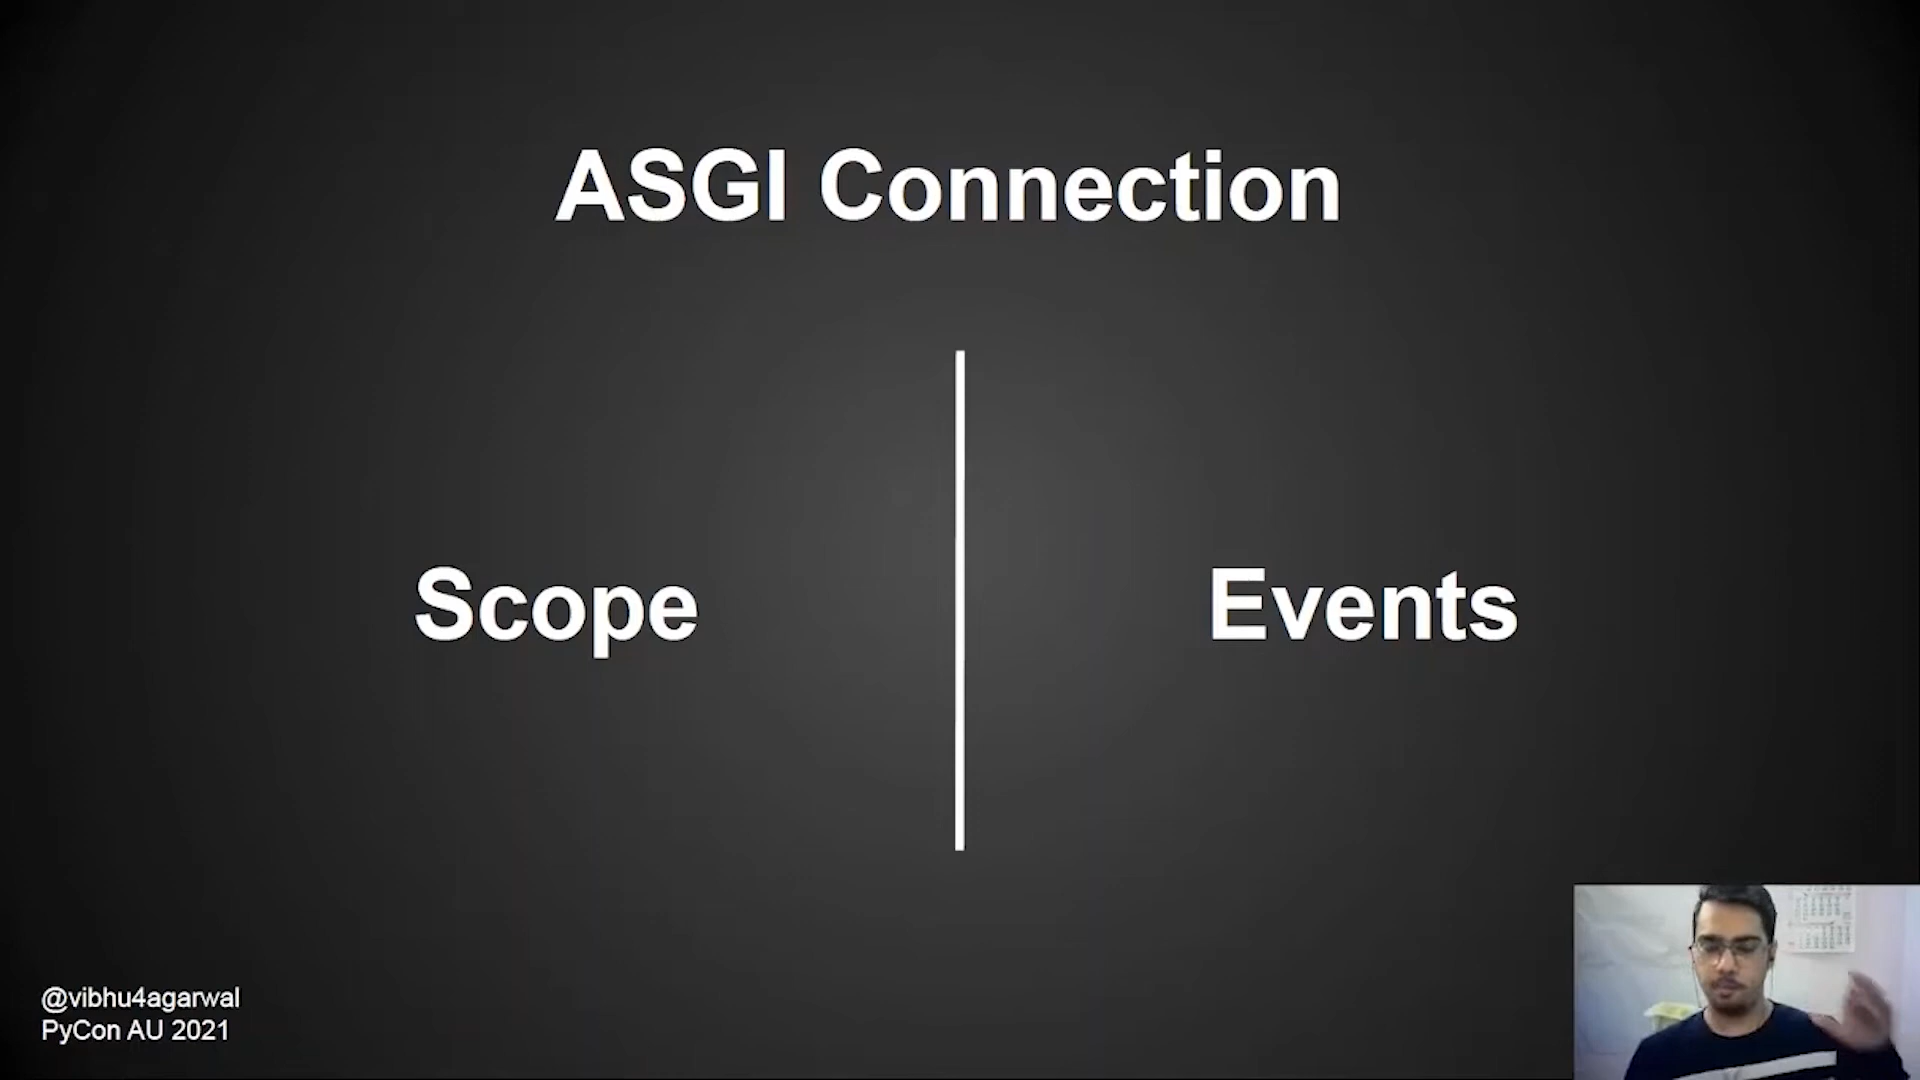 ASGI Connection
Scope
Events
@vibhu4agarwal
PyCon AU 2021